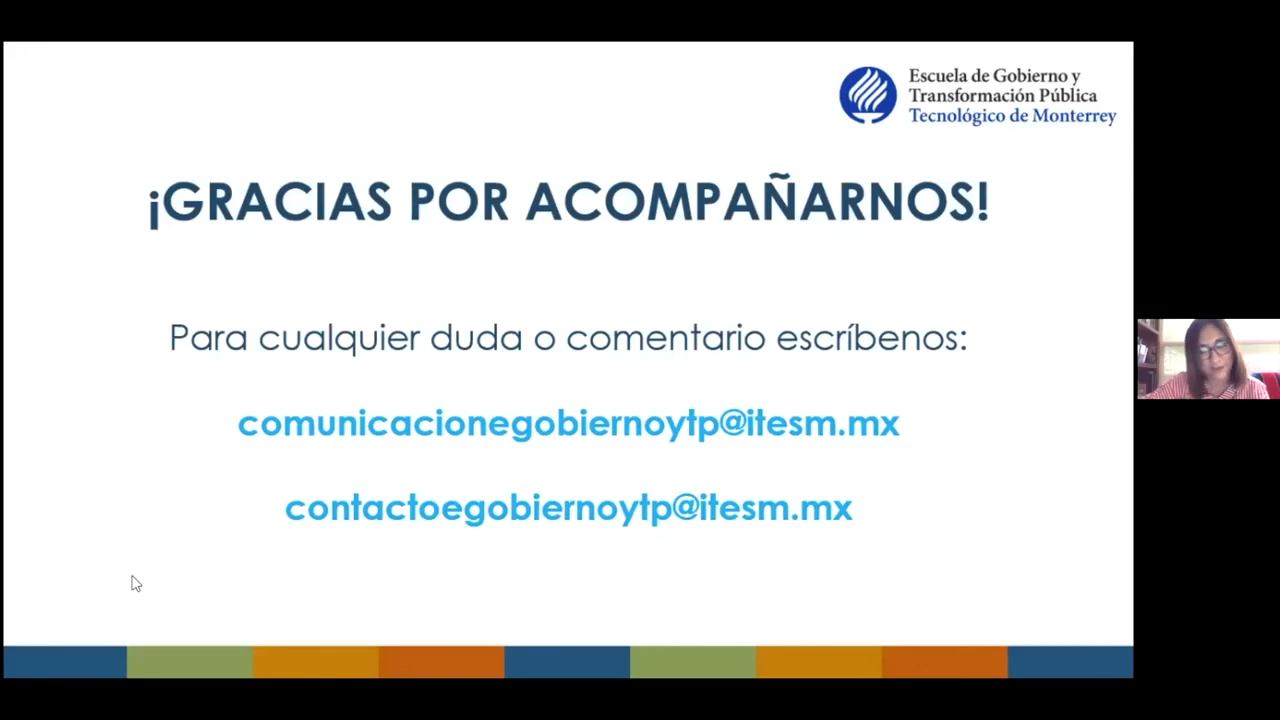 Escuela de Gobierno y
Transformación Pública
Tecnológico de Monterrey
¡GRACIAS POR ACOMPAÑARNOS!
Para cualquier duda o comentario escríbenos:
comunicacionegobiernoytp@itesm.mx
contactoegobiernoytp@itesm.mx